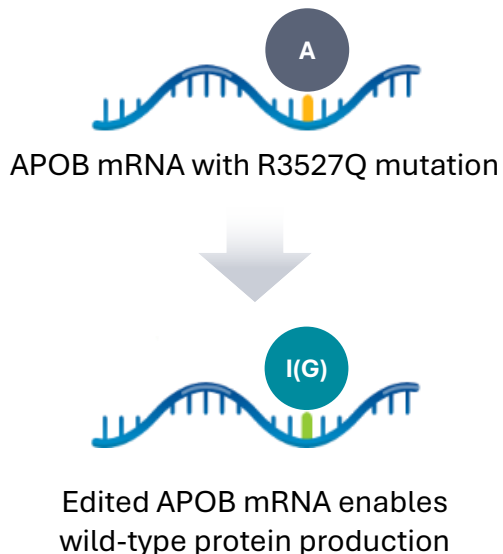 A
APOB mRNA with R3527Q mutation
I(G)
Edited APOB mRNA enables
wild-type protein production